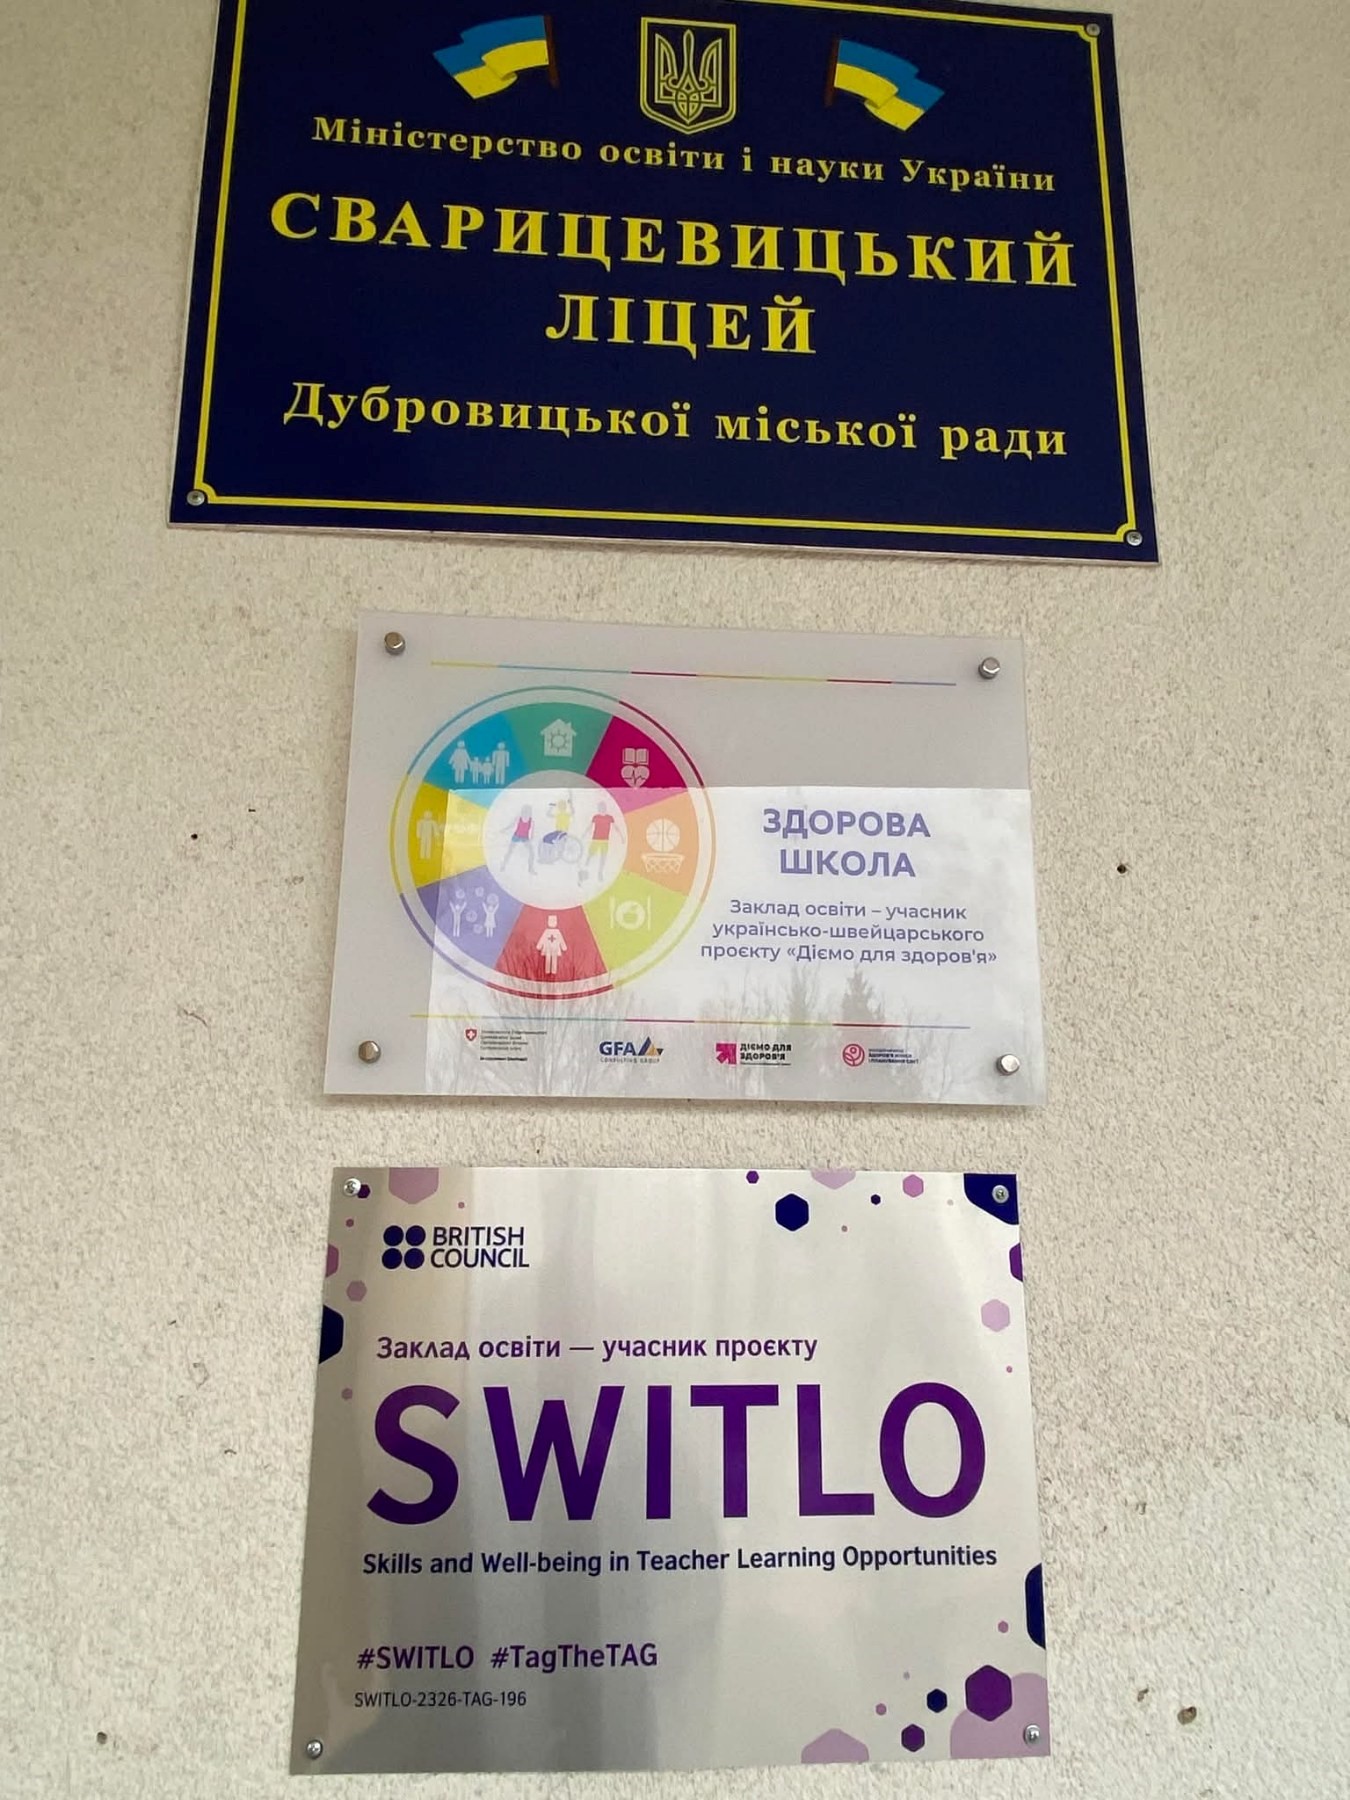 Міністерство освіти і науки України
СВАРИЦЕВИЦЬКИЙ
ЛІЦЕЙ
Дубровицької міської ради
ЗДОРОВА
ШКОЛА
Заклад освіти – учасник
українсько-швейцарського
проєкту «Діємо для здоров'я»
GFA
CONSULTING GROUP
ДІЄМО ДЛЯ
ЗДОРОВ'Я
BRITISH
COUNCIL
Заклад освіти — учасник проєкту
SWITLO
Skills and Well-being in Teacher Learning Opportunities
#SWITLO #TagTheTAG
SWITLO-2326-TAG-196